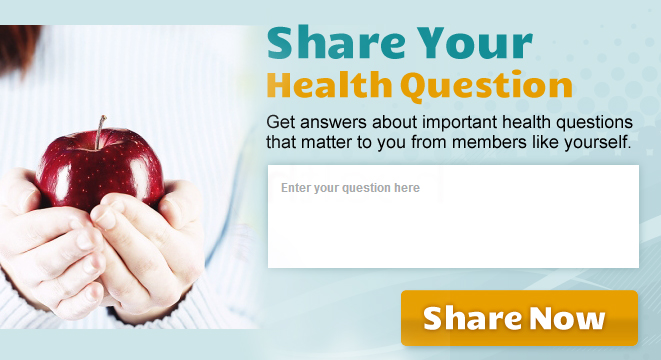 Share Your
Health Question
Get answers about important health questions
that matter to you from members like yourself.
Enter your question here
Share Now